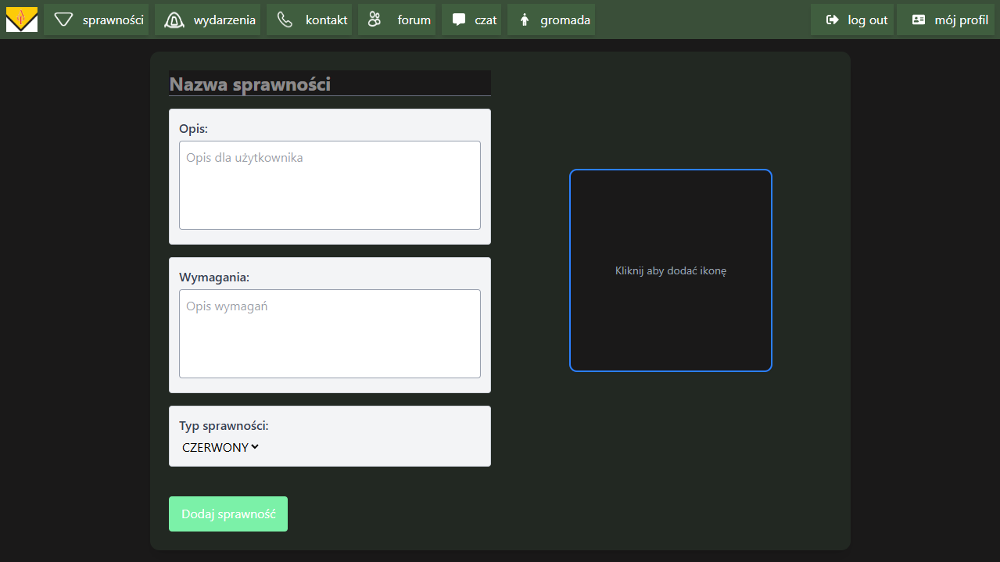 sprawności wydarzenia kontakt forum czat gromada log out mój profil
Nazwa sprawności
Opis:
Opis dla użytkownika
Wymagania:
Opis wymagań
Kliknij aby dodać ikonę
Typ sprawności:
CZERWONY
Dodaj sprawność